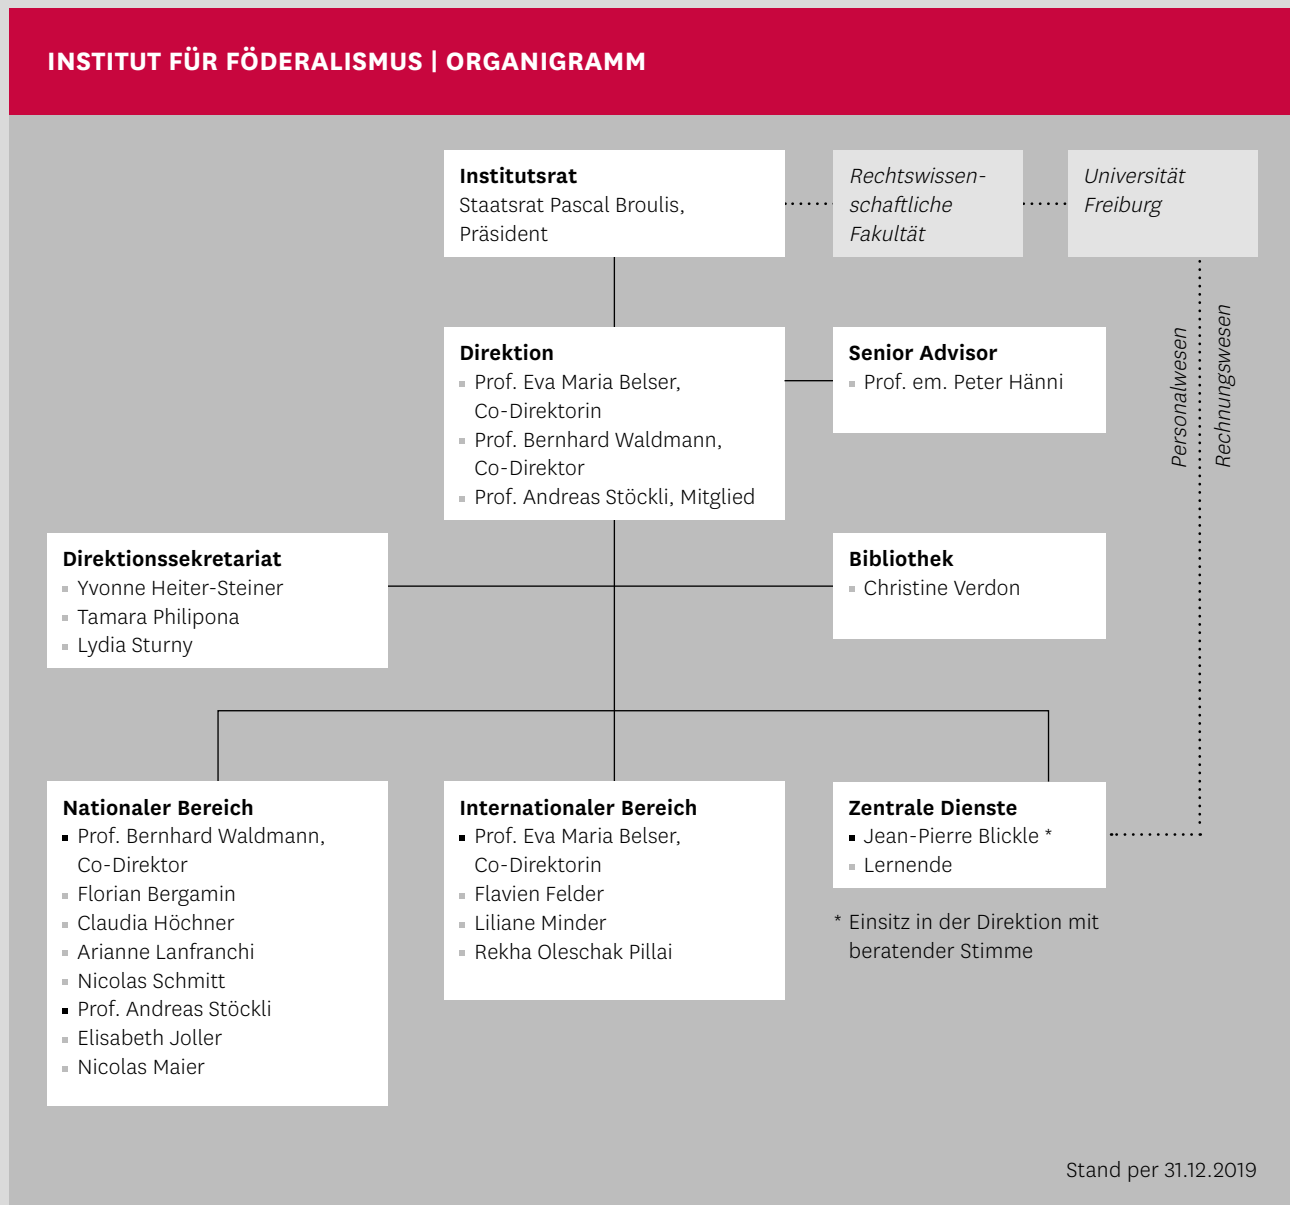 INSTITUT FÜR FÖDERALISMUS | ORGANIGRAMM
Institutsrat
Staatsrat Pascal Broulis,
Präsident
Rechtswissen-
schaftliche
Fakultät
Universität
Freiburg
Direktion
Prof. Eva Maria Belser,
Co-Direktorin
Prof. Bernhard Waldmann,
Co-Direktor
Prof. Andreas Stöckli, Mitglied
Senior Advisor
Prof. em. Peter Hänni
Personalwesen
Rechnungswesen
Direktionssekretariat
Yvonne Heiter-Steiner
Tamara Philipona
Lydia Sturny
Bibliothek
Christine Verdon
Nationaler Bereich
Prof. Bernhard Waldmann,
Co-Direktor
Florian Bergamin
Claudia Höchner
Arianne Lanfranchi
Nicolas Schmitt
Prof. Andreas Stöckli
Elisabeth Joller
Nicolas Maier
Internationaler Bereich
Prof. Eva Maria Belser,
Co-Direktorin
Flavien Felder
Liliane Minder
Rekha Oleschak Pillai
Zentrale Dienste
Jean-Pierre Blickle *
Lernende
* Einsitz in der Direktion mit
beratender Stimme
Stand per 31.12.2019